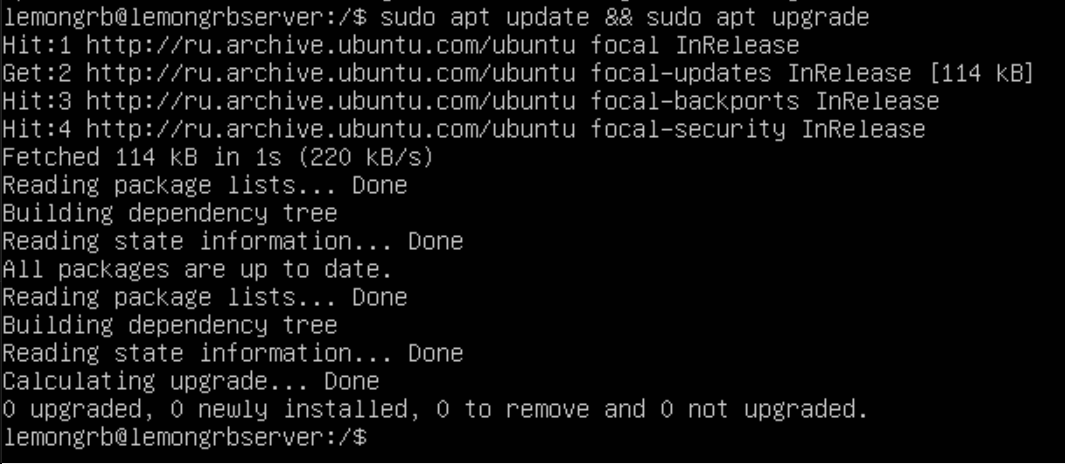 lemongrb@lemongrbserver:/$ sudo apt update && sudo apt upgrade
Hit:1 http://ru.archive.ubuntu.com/ubuntu focal InRelease
Get:2 http://ru.archive.ubuntu.com/ubuntu focal-updates InRelease [114 kB]
Hit:3 http://ru.archive.ubuntu.com/ubuntu focal-backports InRelease
Hit:4 http://ru.archive.ubuntu.com/ubuntu focal-security InRelease
Fetched 114 kB in 1s (220 kB/s)
Reading package lists... Done
Building dependency tree
Reading state information... Done
All packages are up to date.
Reading package lists... Done
Building dependency tree
Reading state information... Done
Calculating upgrade... Done
0 upgraded, 0 newly installed, 0 to remove and 0 not upgraded.
lemongrb@lemongrbserver:/$